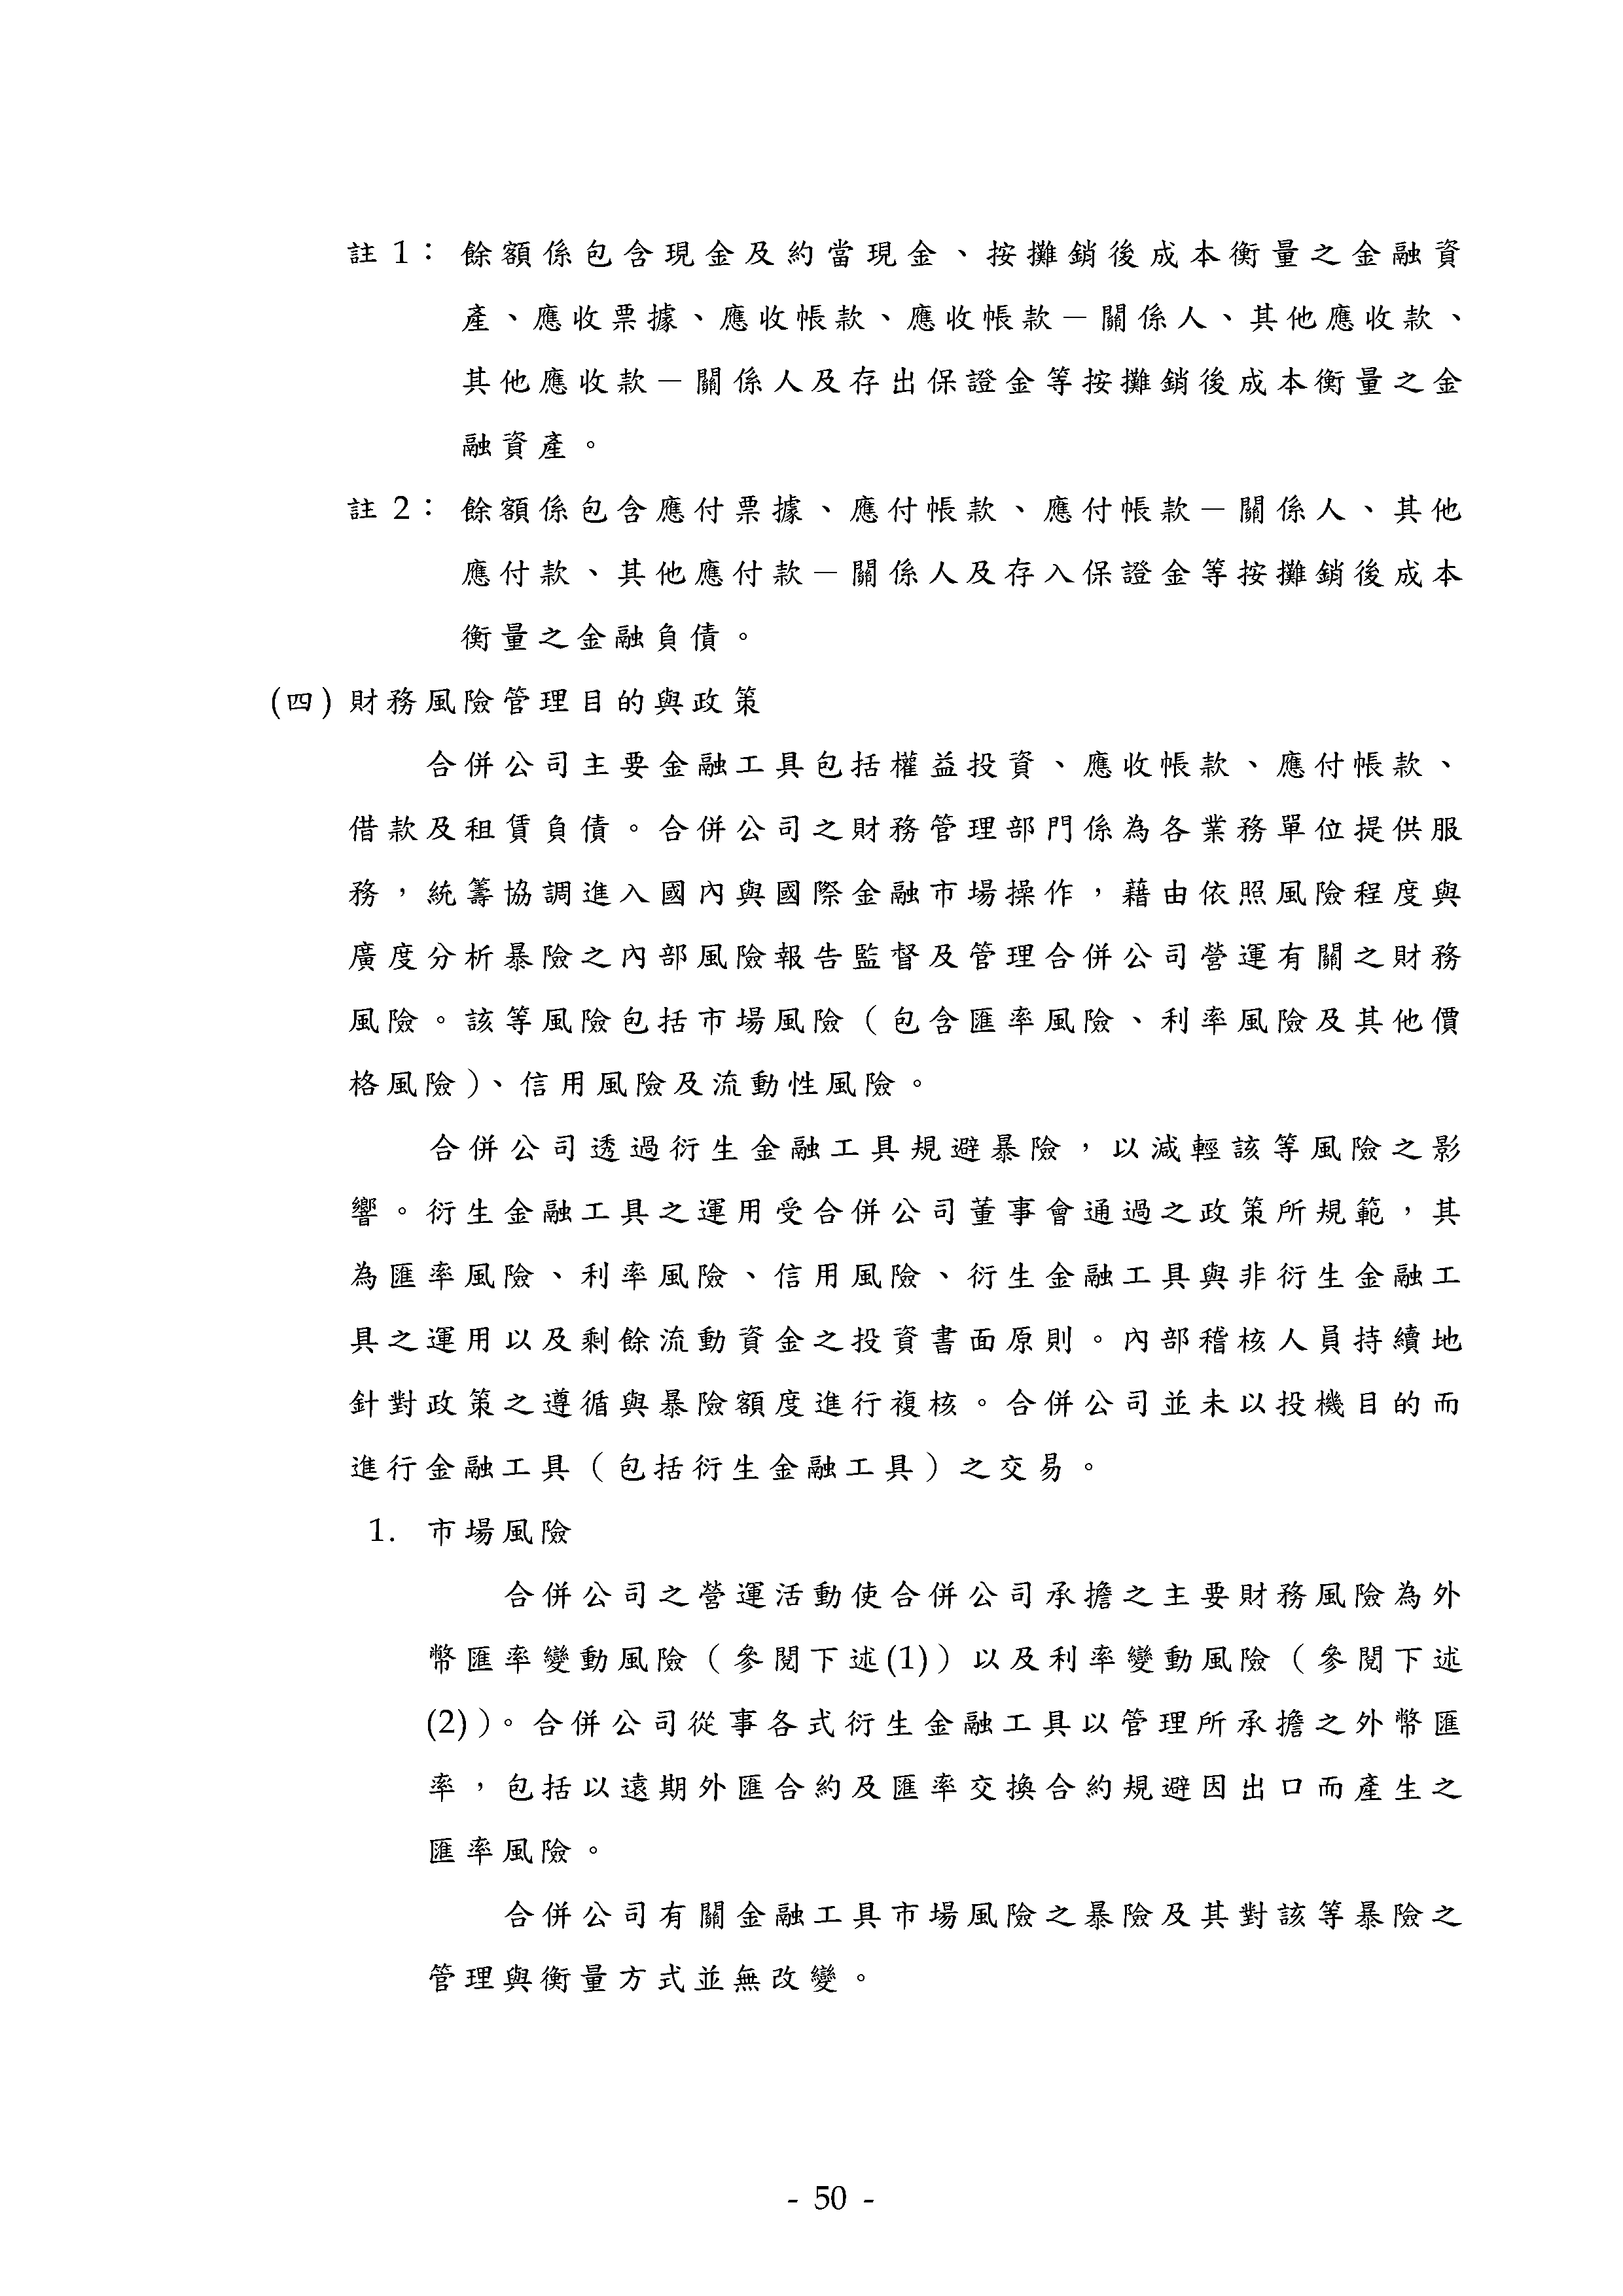 註 1： 餘額係包含現金及約當現金、按攤銷後成本衡量之金融資
產、應收票據、應收帳款、應收帳款－關係人、其他應收款、
其他應收款－關係人及存出保證金等按攤銷後成本衡量之金
融資產。
註 2： 餘額係包含應付票據、應付帳款、應付帳款－關係人、其他
應付款、其他應付款－關係人及存入保證金等按攤銷後成本
衡量之金融負債。
(四) 財務風險管理目的與政策
合併公司主要金融工具包括權益投資、應收帳款、應付帳款、
借款及租賃負債。合併公司之財務管理部門係為各業務單位提供服
務，統籌協調進入國內與國際金融市場操作，藉由依照風險程度與
廣度分析暴險之內部風險報告監督及管理合併公司營運有關之財務
風險。該等風險包括市場風險（包含匯率風險、利率風險及其他價
格風險）、信用風險及流動性風險。
合併公司透過衍生金融工具規避暴險，以減輕該等風險之影
響。衍生金融工具之運用受合併公司董事會通過之政策所規範，其
為匯率風險、利率風險、信用風險、衍生金融工具與非衍生金融工
具之運用以及剩餘流動資金之投資書面原則。內部稽核人員持續地
針對政策之遵循與暴險額度進行複核。合併公司並未以投機目的而
進行金融工具（包括衍生金融工具）之交易。
1. 市場風險
合併公司之營運活動使合併公司承擔之主要財務風險為外
幣匯率變動風險（參閱下述(1)）以及利率變動風險（參閱下述
(2)）。合併公司從事各式衍生金融工具以管理所承擔之外幣匯
率，包括以遠期外匯合約及匯率交換合約規避因出口而產生之
匯率風險。
合併公司有關金融工具市場風險之暴險及其對該等暴險之
管理與衡量方式並無改變。
- 50 -